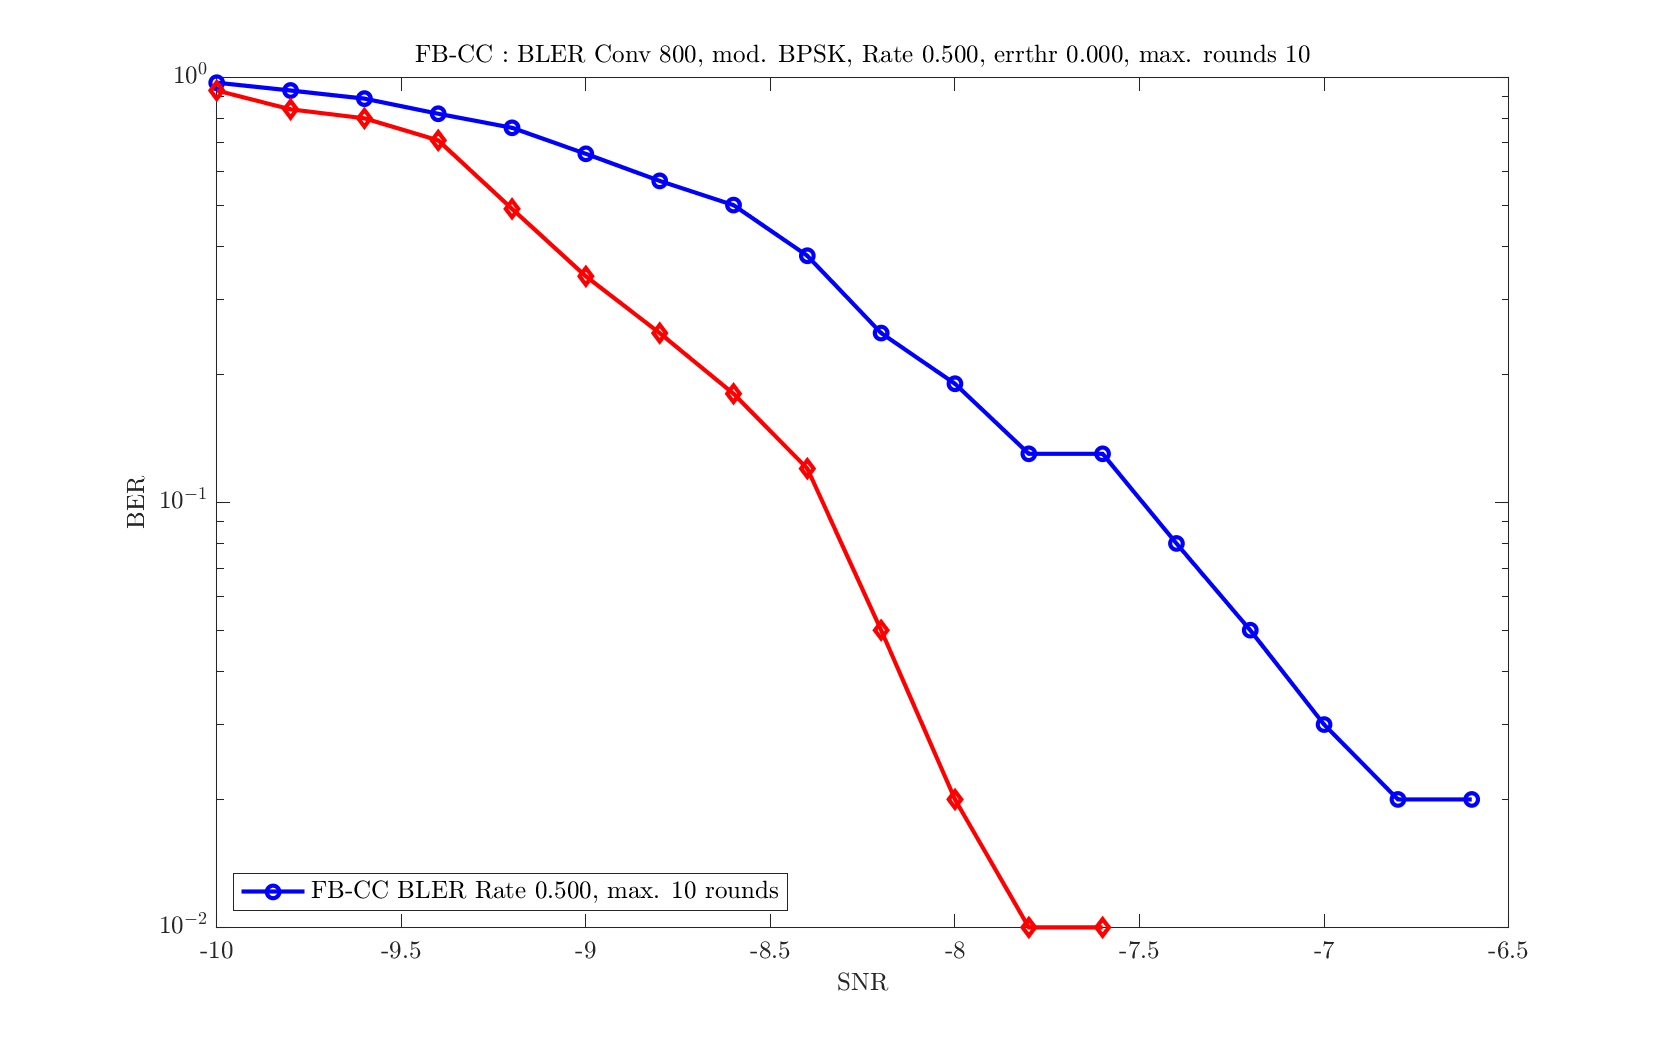 FB-CC : BLER Conv 800, mod. BPSK, Rate 0.500, errthr 0.000, max. rounds 10
10^0
10^-1
10^-2
BER
FB-CC BLER Rate 0.500, max. 10 rounds
-10 -9.5 -9 -8.5 -8 -7.5 -7 -6.5
SNR